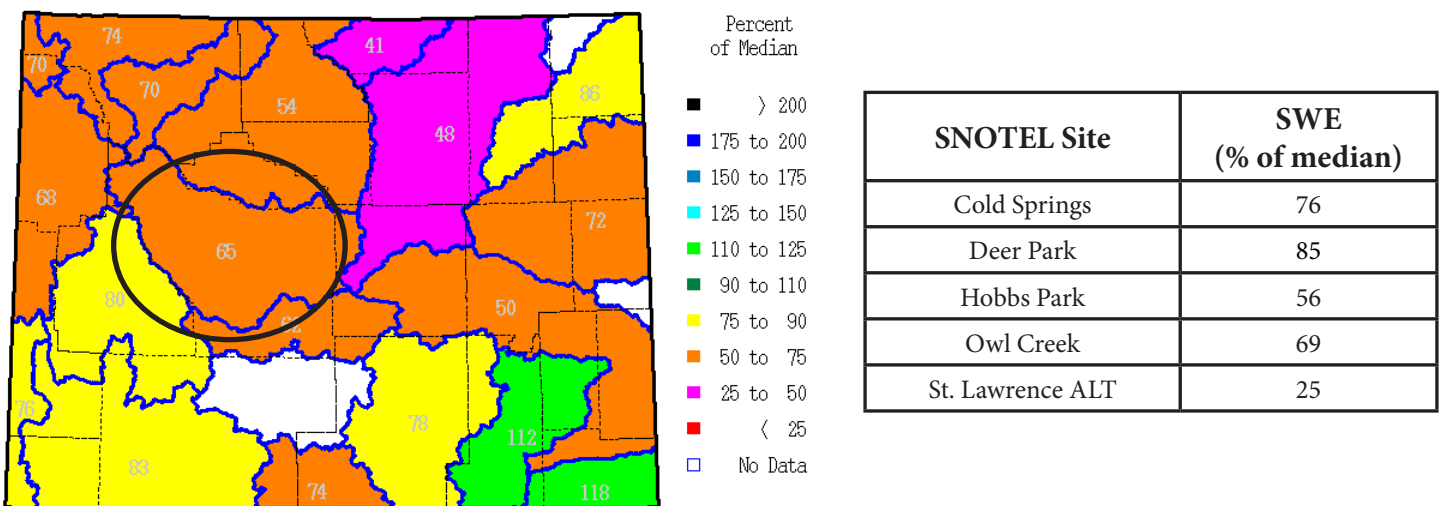 74
70
70
41
54
86
48
68
72
65
80
50
62
76
78
112
83
74
118
Percent
of Median
> 200
175 to 200
150 to 175
125 to 150
110 to 125
90 to 110
75 to 90
50 to 75
25 to 50
< 25
No Data
SNOTEL Site SWE
(% of median)
Cold Springs 76
Deer Park 85
Hobbs Park 56
Owl Creek 69
St. Lawrence ALT 25